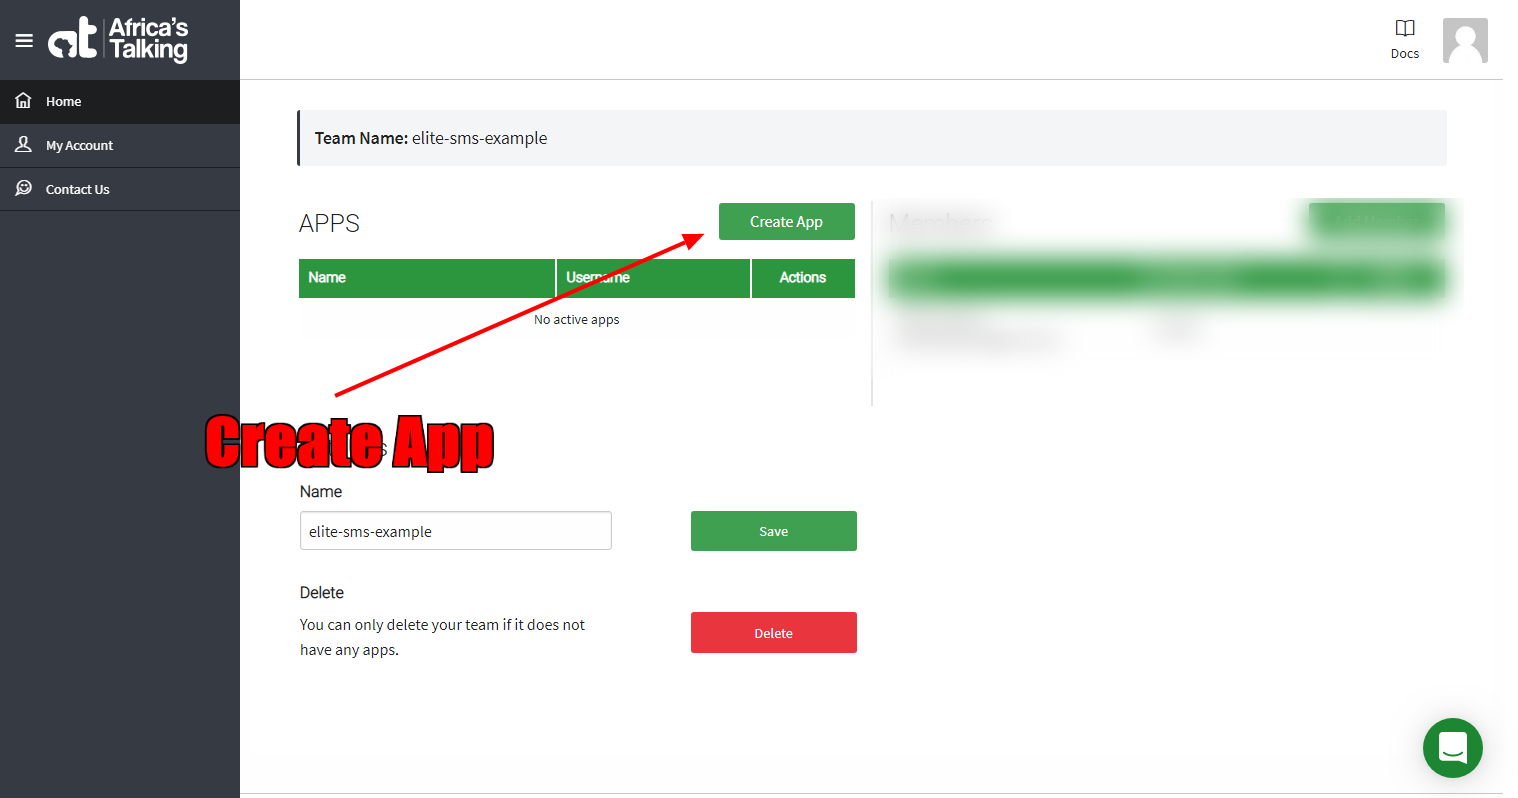 at Africa's
Talking
Docs
Home
My Account
Contact Us
Team Name: elite-sms-example
APPS
Create App
Members
Name Username Actions
No active apps
Create App
Name
elite-sms-example
Save
Delete
You can only delete your team if it does not
have any apps.
Delete